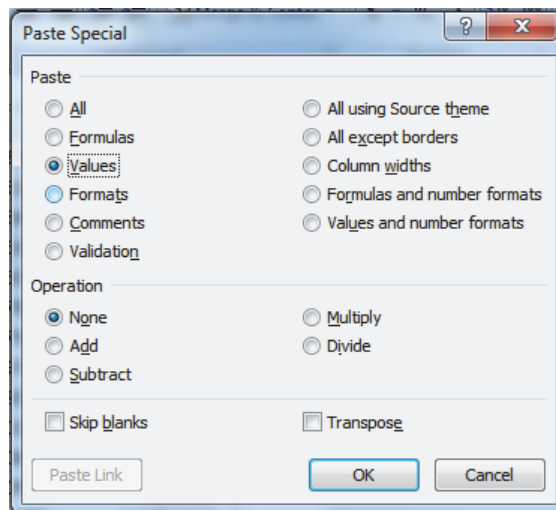 Paste Special
Paste
All
All using Source theme
Formulas
All except borders
Values
Column widths
Formats
Formulas and number formats
Comments
Values and number formats
Validation
Operation
None
Multiply
Add
Divide
Subtract
Skip blanks
Transpose
Paste Link
OK
Cancel